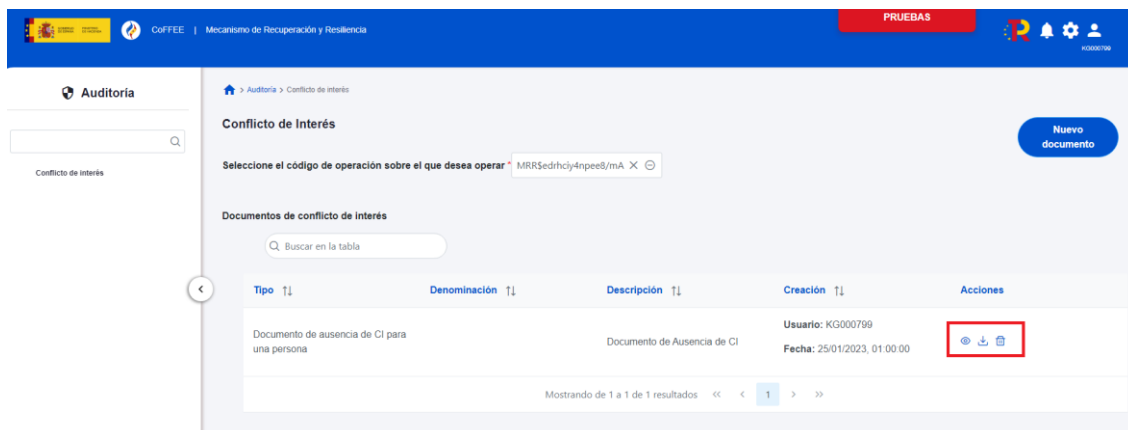 CoFFEE | Mecanismo de Recuperación y Resiliencia
PRUEBAS
KG000799
Auditoría
Conflicto de interés
> Auditoría > Conflicto de interés
Conflicto de Interés
Nuevo
documento
Seleccione el código de operación sobre el que desea operar * MRR$edrhciy4npee8/mA
Documentos de conflicto de interés
Buscar en la tabla
Tipo Denominación Descripción Creación Acciones
Documento de ausencia de CI para
una persona
Documento de Ausencia de CI
Usuario: KG000799
Fecha: 25/01/2023, 01:00:00
Mostrando de 1 a 1 de 1 resultados « < 1 > »